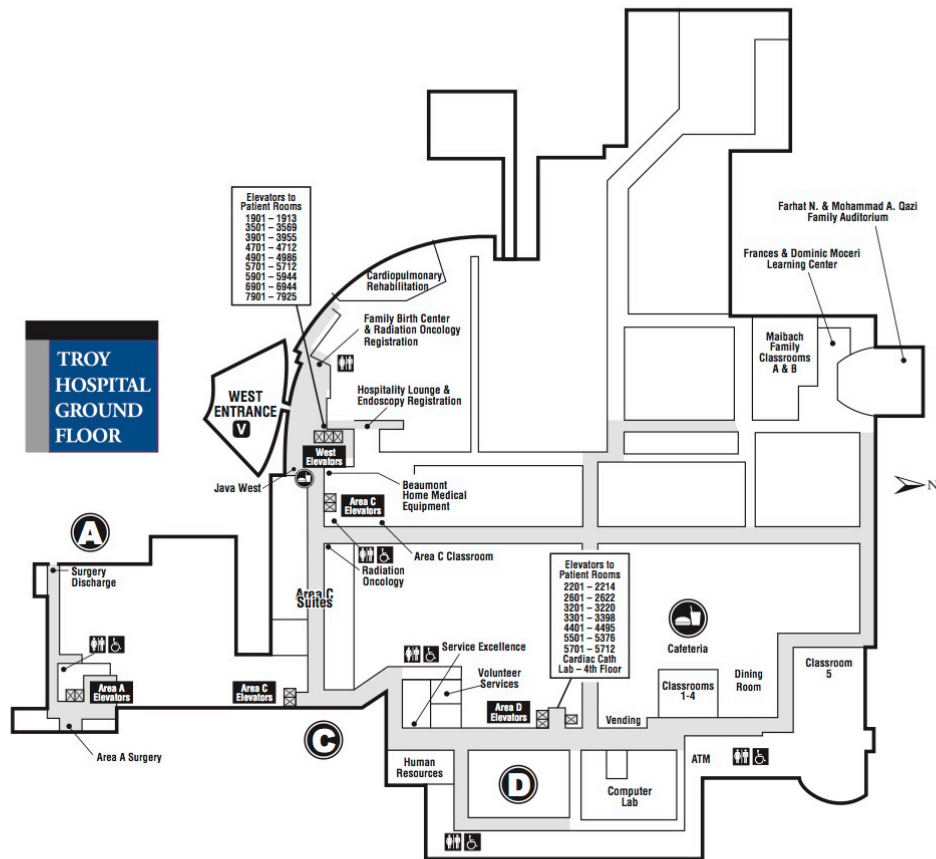 Elevators to
Patient Rooms
1901 – 1913
3501 – 3569
3901 – 3955
4701 – 4712
4901 – 4986
5701 – 5712
5901 – 5944
6901 – 6944
7901 – 7925
Farhat N. & Mohammad A. Qazi
Family Auditorium
Frances & Dominic Moceri
Learning Center
Cardiopulmonary
Rehabilitation
Family Birth Center
& Radiation Oncology
Registration
Maibach
Family
Classrooms
A & B
TROY
HOSPITAL
GROUND
FLOOR
WEST
ENTRANCE
V
Hospitality Lounge &
Endoscopy Registration
West
Elevators
Java West
Beaumont
Home Medical
Equipment
N
Area C
Elevators
A
Area C Classroom
Radiation
Oncology
Surgery
Discharge
Area C
Suites
Elevators to
Patient Rooms
2201 – 2214
2601 – 2622
3201 – 3220
3301 – 3398
4401 – 4495
5501 – 5376
5701 – 5712
Cardiac Cath
Lab – 4th Floor
Cafeteria
Service Excellence
Volunteer
Services
Classroom
5
Dining
Room
Classrooms
1-4
Area A
Elevators
Area C
Elevators
Area D
Elevators
Vending
C
Area A Surgery
Human
Resources
D
ATM
Computer
Lab